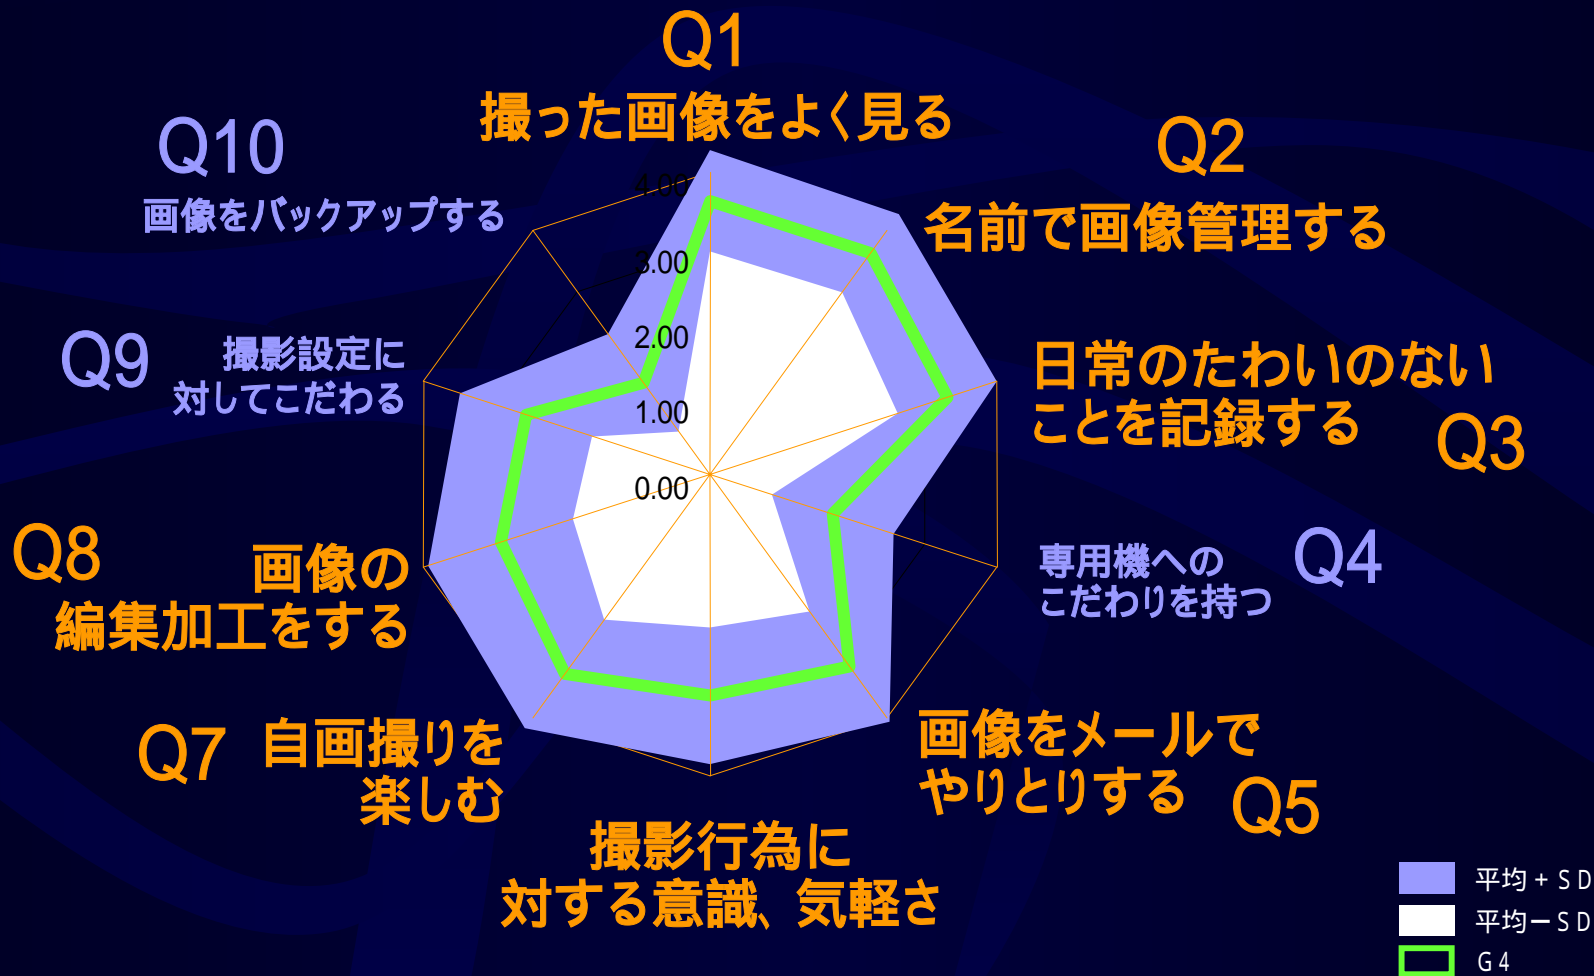 Q1
撮った画像をよく見る
Q2
名前で画像管理する
日常のたわいのない
ことを記録する
Q3
専用機への
こだわりを持つ
Q4
画像をメールで
やりとりする
Q5
撮影行為に
対する意識、気軽さ
Q7
自画撮りを
楽しむ
Q8
画像の
編集加工をする
Q9
撮影設定に
対してこだわる
Q10
画像をバックアップする
4.00
3.00
2.00
1.00
0.00
平均+SD
平均ーSD
G4